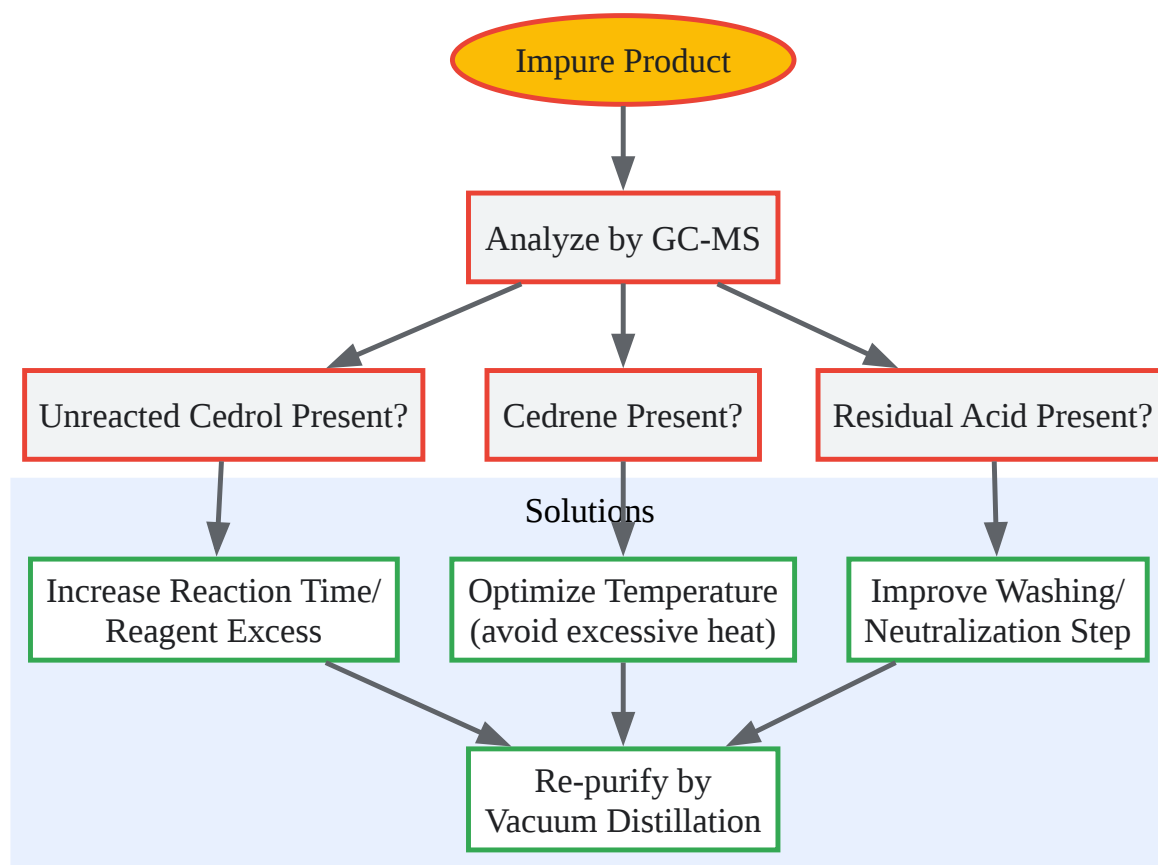 Impure Product
Analyze by GC-MS
Unreacted Cedrol Present?
Cedrene Present?
Residual Acid Present?
Solutions
Increase Reaction Time/
Reagent Excess
Optimize Temperature
(avoid excessive heat)
Improve Washing/
Neutralization Step
Re-purify by
Vacuum Distillation